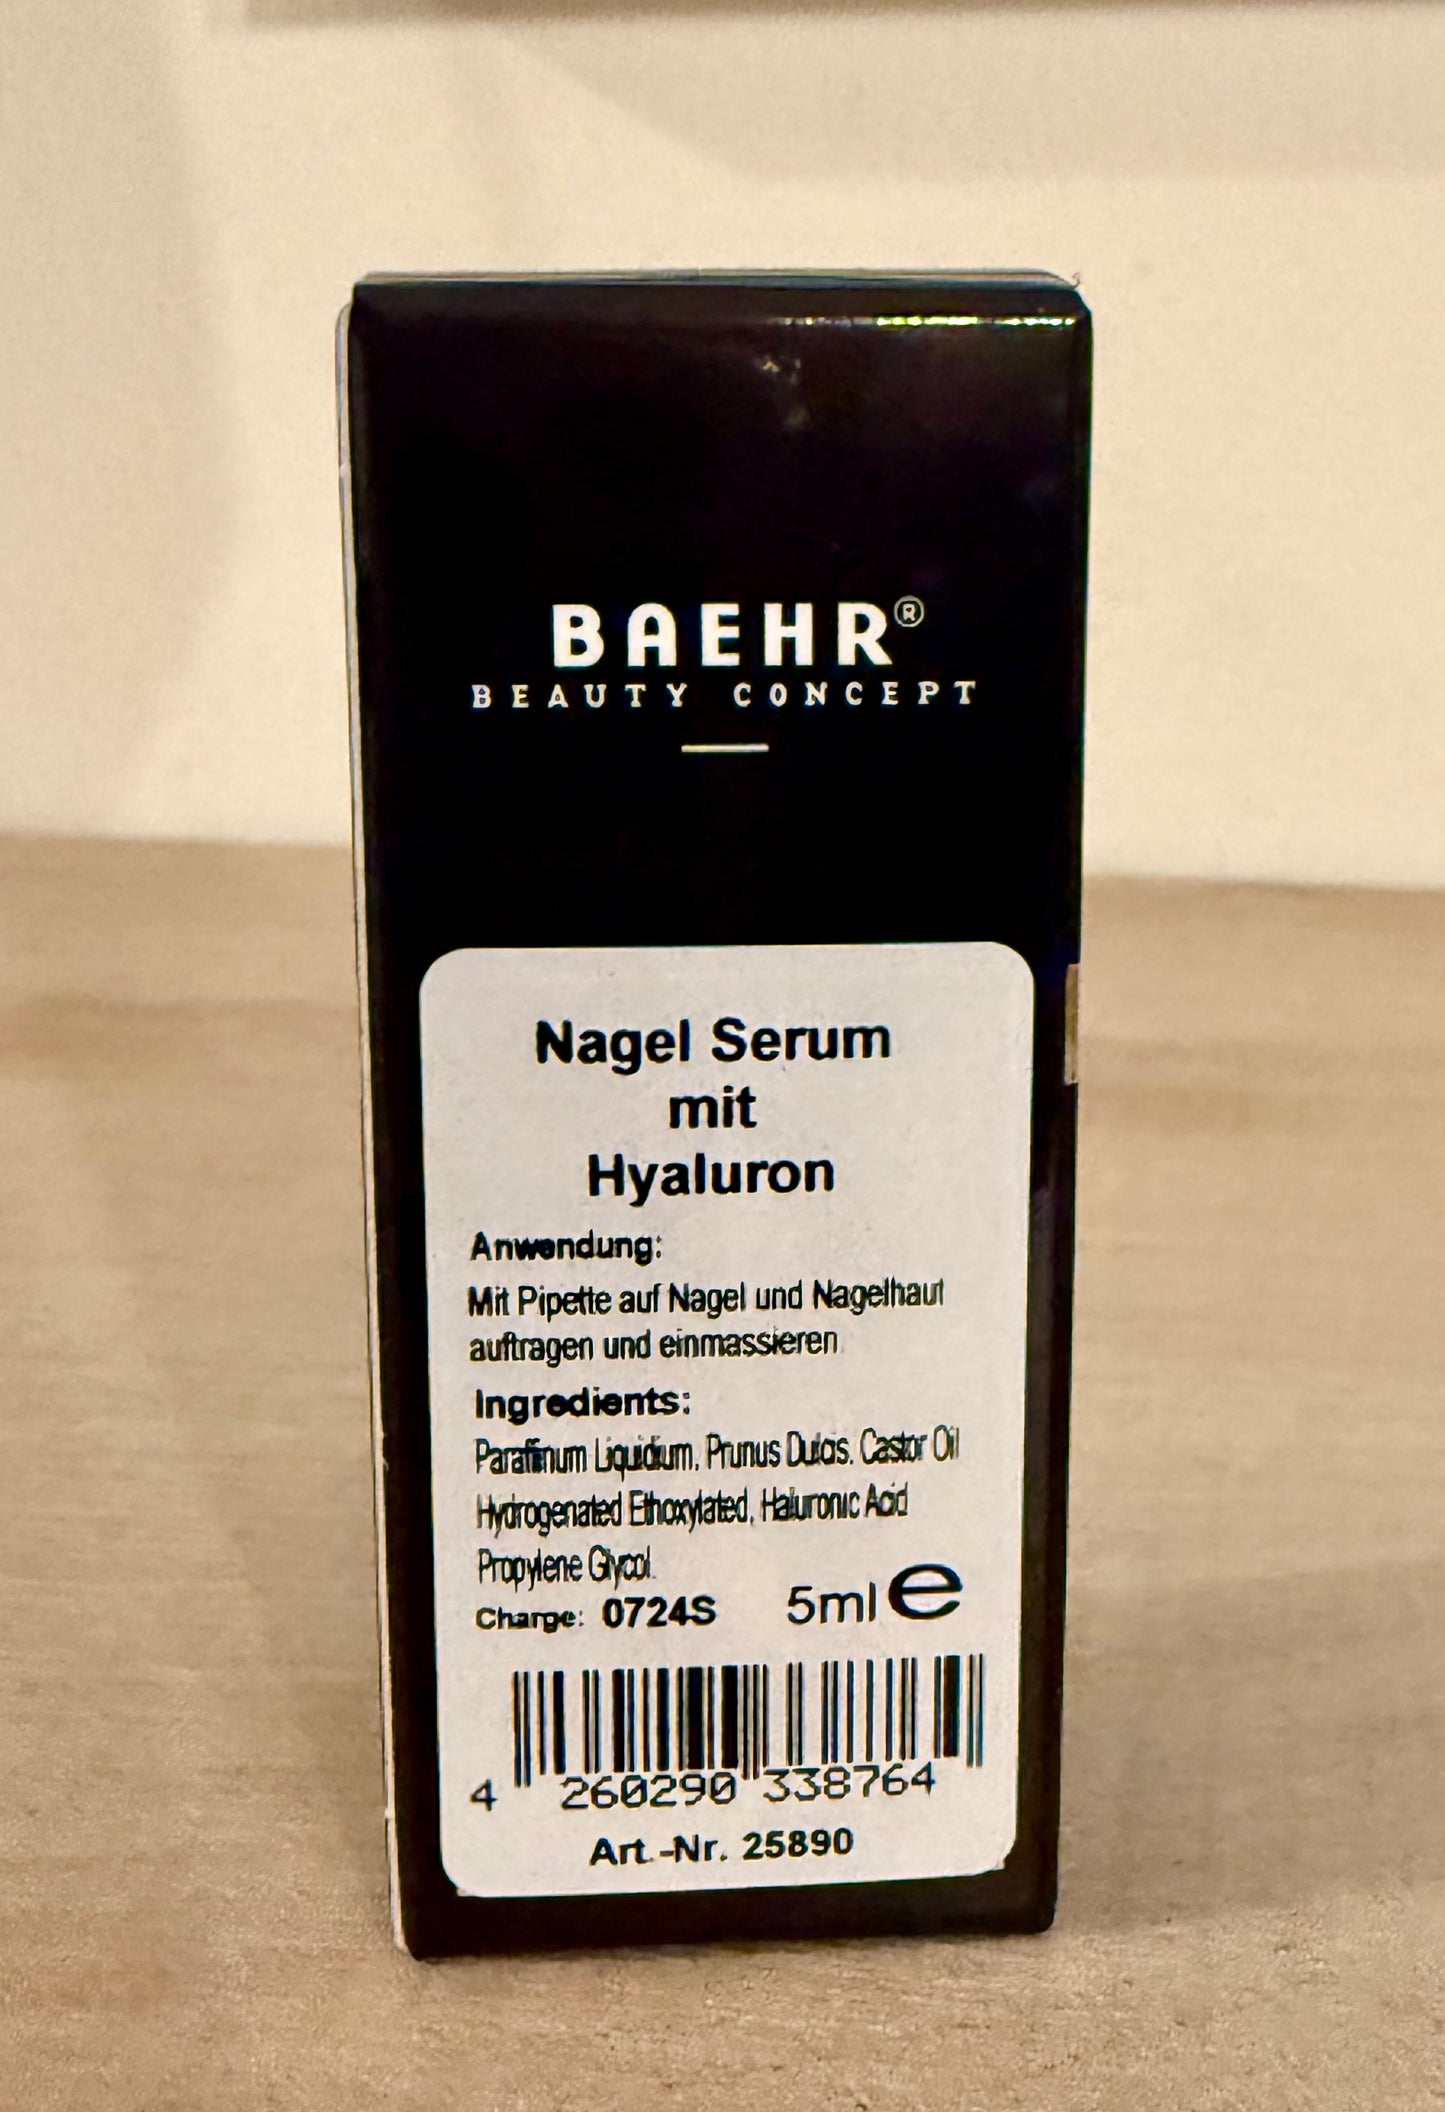 BAEHR®
BEAUTY CONCEPT
Nagel Serum
mit
Hyaluron
Anwendung:
Mit Pipette auf Nagel und Nagelhaut
auftragen und einmassieren
Ingredients:
Paraffinum Liquidium, Prunus Dulcis. Castor Oil
Hydrogenated Ethoxylated, Haluronic Acid
Propylene Glycol.
Charge: 0724S 5ml e
4 260290 338764
Art.-Nr. 25890